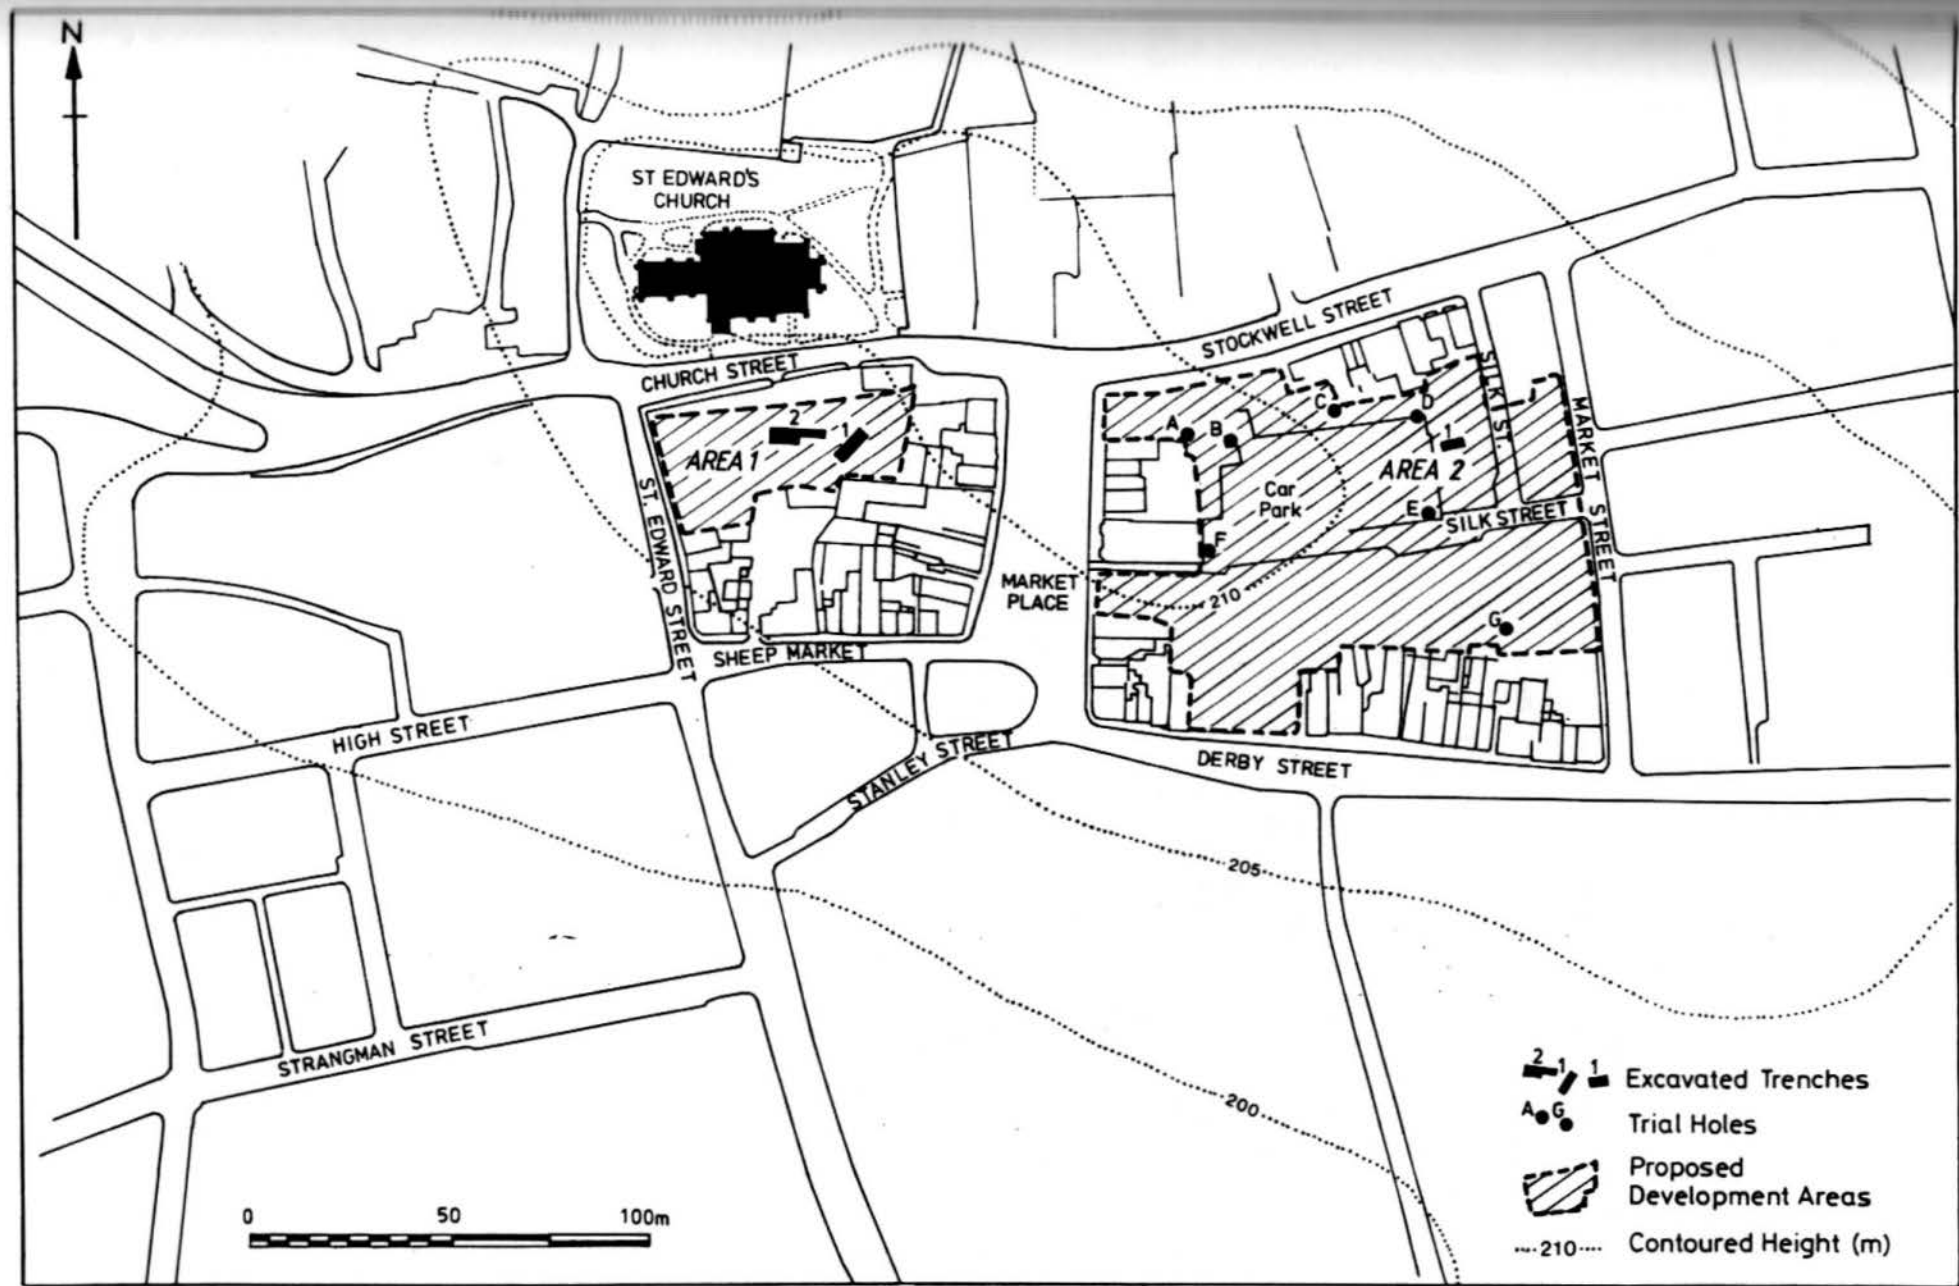 N
ST EDWARD'S
CHURCH
CHURCH STREET
STOCKWELL STREET
SILK ST.
MARKET STREET
2
1
AREA 1
A
B
C
D
1
AREA 2
Car
Park
E
SILK STREET
F
ST. EDWARD STREET
MARKET
PLACE
210
G
SHEEP MARKET
HIGH STREET
STANLEY STREET
DERBY STREET
205
STRANGMAN STREET
200
2 1 1 Excavated Trenches
A G Trial Holes
Proposed
Development Areas
210 Contoured Height (m)
0 50 100m